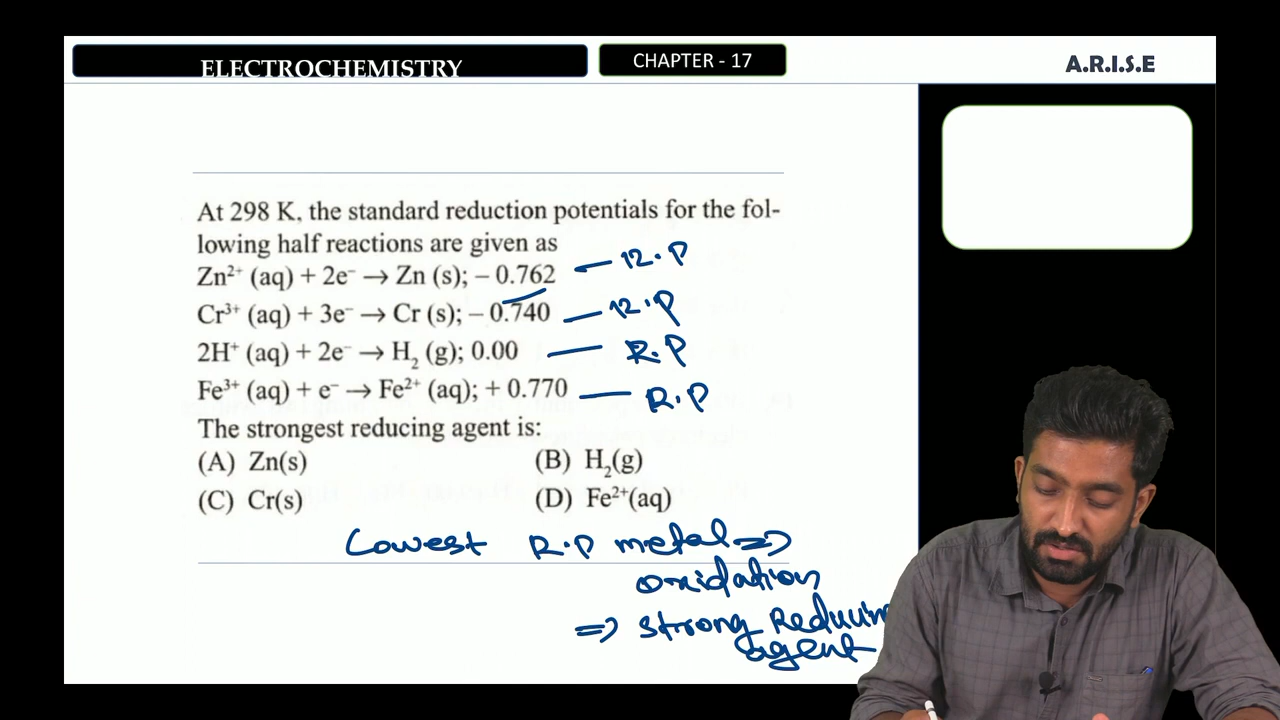 ELECTROCHEMISTRY
CHAPTER - 17
A.R.I.S.E
At 298 K, the standard reduction potentials for the fol-
lowing half reactions are given as
Zn²⁺ (aq) + 2e⁻ → Zn (s); – 0.762 — R.P
Cr³⁺ (aq) + 3e⁻ → Cr (s); – 0.740 — R.P
2H⁺ (aq) + 2e⁻ → H₂ (g); 0.00 — R.P
Fe³⁺ (aq) + e⁻ → Fe²⁺ (aq); + 0.770 — R.P
The strongest reducing agent is:
(A) Zn(s) (B) H₂(g)
(C) Cr(s) (D) Fe²⁺(aq)
Lowest R.P metal ⇒
oxidation
⇒ strong Reducing
agent